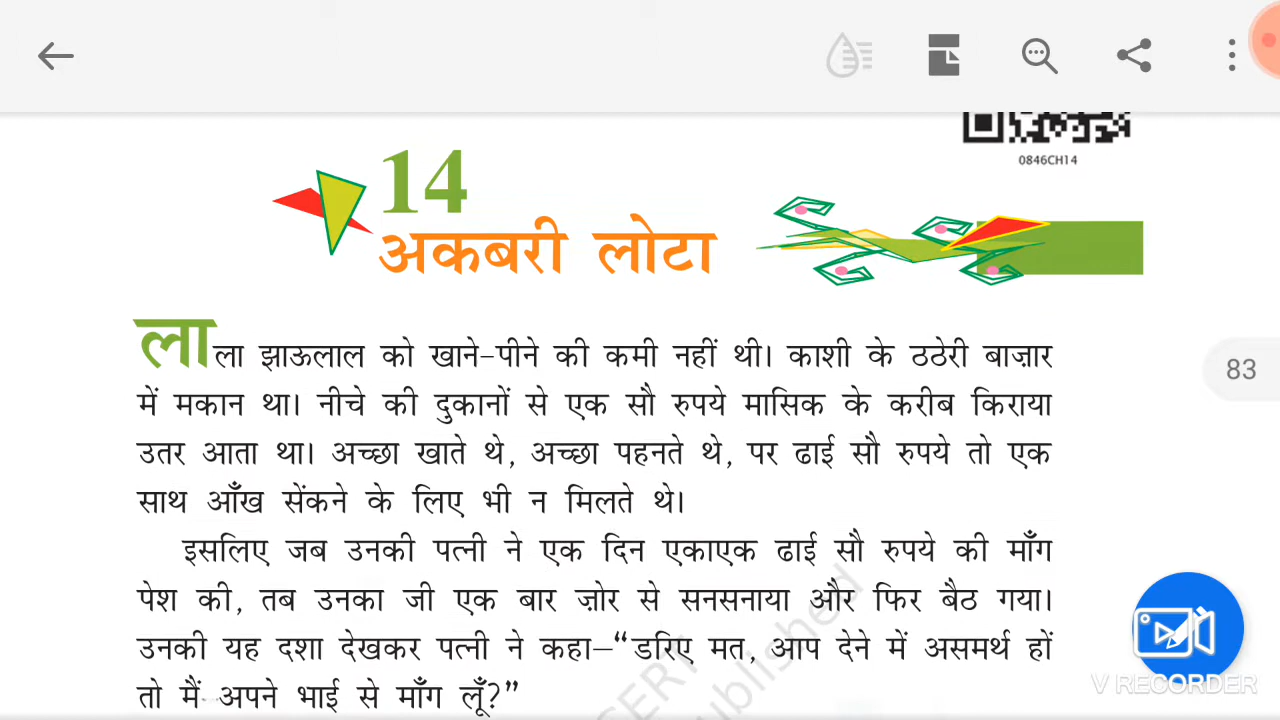 0846CH14
14
अकबरी लोटा
लाला झाऊलाल को खाने-पीने की कमी नहीं थी। काशी के ठठेरी बाज़ार
में मकान था। नीचे की दुकानों से एक सौ रुपये मासिक के करीब किराया
उतर आता था। अच्छा खाते थे, अच्छा पहनते थे, पर ढाई सौ रुपये तो एक
साथ आँख सेंकने के लिए भी न मिलते थे।
83
इसलिए जब उनकी पत्नी ने एक दिन एकाएक ढाई सौ रुपये की माँग
पेश की, तब उनका जी एक बार ज़ोर से सनसनाया और फिर बैठ गया।
उनकी यह दशा देखकर पत्नी ने कहा–“डरिए मत, आप देने में असमर्थ हों
तो मैं अपने भाई से माँग लूँ?”
V RECORDER